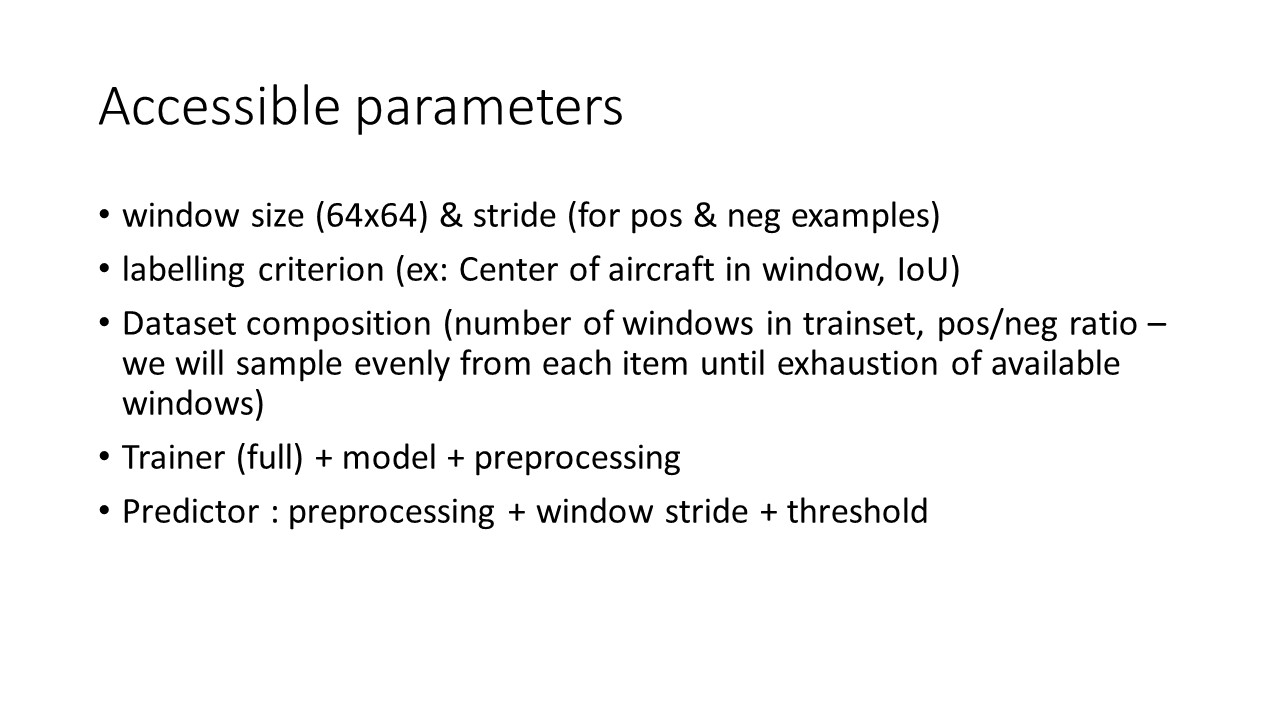 Accessible parameters
• window size (64x64) & stride (for pos & neg examples)
• labelling criterion (ex: Center of aircraft in window, IoU)
• Dataset composition (number of windows in trainset, pos/neg ratio –
we will sample evenly from each item until exhaustion of available
windows)
• Trainer (full) + model + preprocessing
• Predictor : preprocessing + window stride + threshold